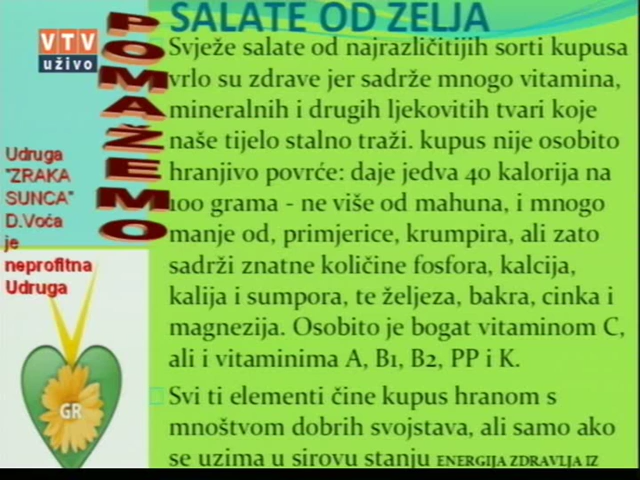 VTV
uživo
POMAŽEMO
Udruga
"ZRAKA
SUNCA"
D.Voća
je
neprofitna
Udruga
GR
SALATE OD ZELJA
Svježe salate od najrazličitijih sorti kupusa
vrlo su zdrave jer sadrže mnogo vitamina,
mineralnih i drugih ljekovitih tvari koje
naše tijelo stalno traži. kupus nije osobito
hranjivo povrće: daje jedva 40 kalorija na
100 grama - ne više od mahuna, i mnogo
manje od, primjerice, krumpira, ali zato
sadrži znatne količine fosfora, kalcija,
kalija i sumpora, te željeza, bakra, cinka i
magnezija. Osobito je bogat vitaminom C,
ali i vitaminima A, B1, B2, PP i K.
Svi ti elementi čine kupus hranom s
mnoštvom dobrih svojstava, ali samo ako
se uzima u sirovu stanju ENERGIJA ZDRAVLJA IZ